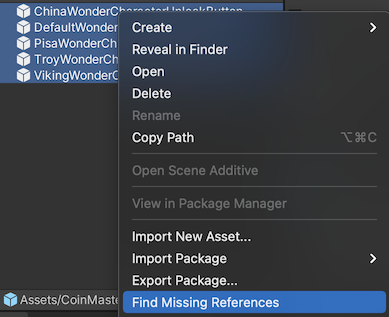 ChinaWonderCharacterUnlockButton
DefaultWonder
PisaWonderCh
TroyWonderCh
VikingWonderC
Create
Reveal in Finder
Open
Delete
Rename
Copy Path ⌥⌘C
Open Scene Additive
View in Package Manager
Import New Asset...
Import Package
Export Package...
Find Missing References
Assets/CoinMaste